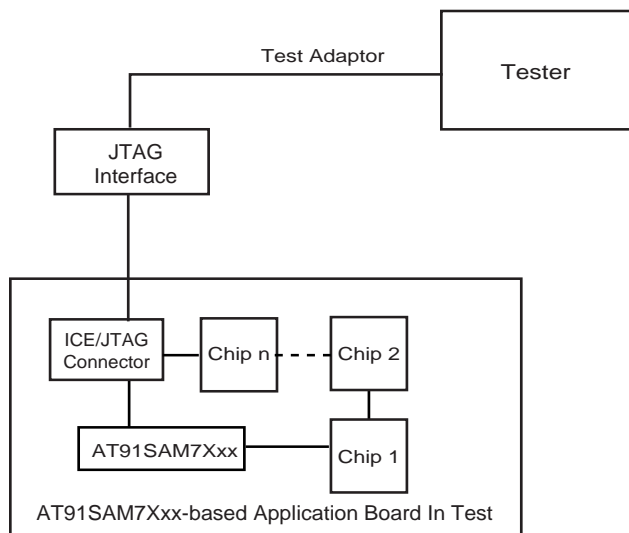 Test Adaptor
Tester
JTAG
Interface
ICE/JTAG
Connector
Chip n
Chip 2
AT91SAM7Xxx
Chip 1
AT91SAM7Xxx-based Application Board In Test